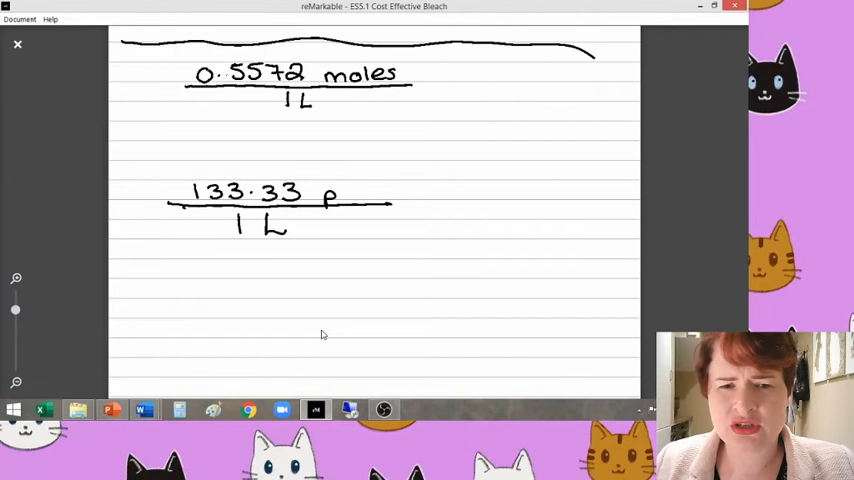 reMarkable - ES5.1 Cost Effective Bleach
Document Help
0.5572 moles
1 L
133.33 p
1 L